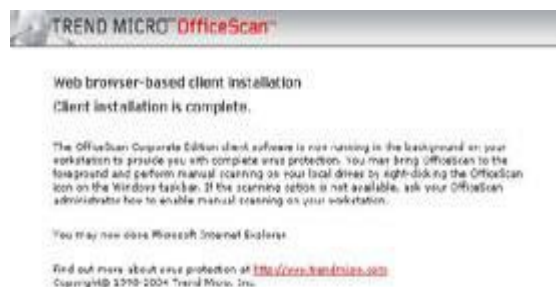 TREND MICRO™ OfficeScan™
Web browser-based client installation
Client installation is complete.
The OfficeScan Corporate Edition client software is now running in the background on your
workstation to provide you with complete virus protection. You may bring OfficeScan to the
foreground and perform manual scanning on your local drives by right-clicking the OfficeScan
icon on the Windows taskbar. If the scanning option is not available, ask your OfficeScan
administrator how to enable manual scanning on your workstation.
You may now close Microsoft Internet Explorer
Find out more about virus protection at http://www.trendmicro.com
Copyright© 1998-2004 Trend Micro, Inc.